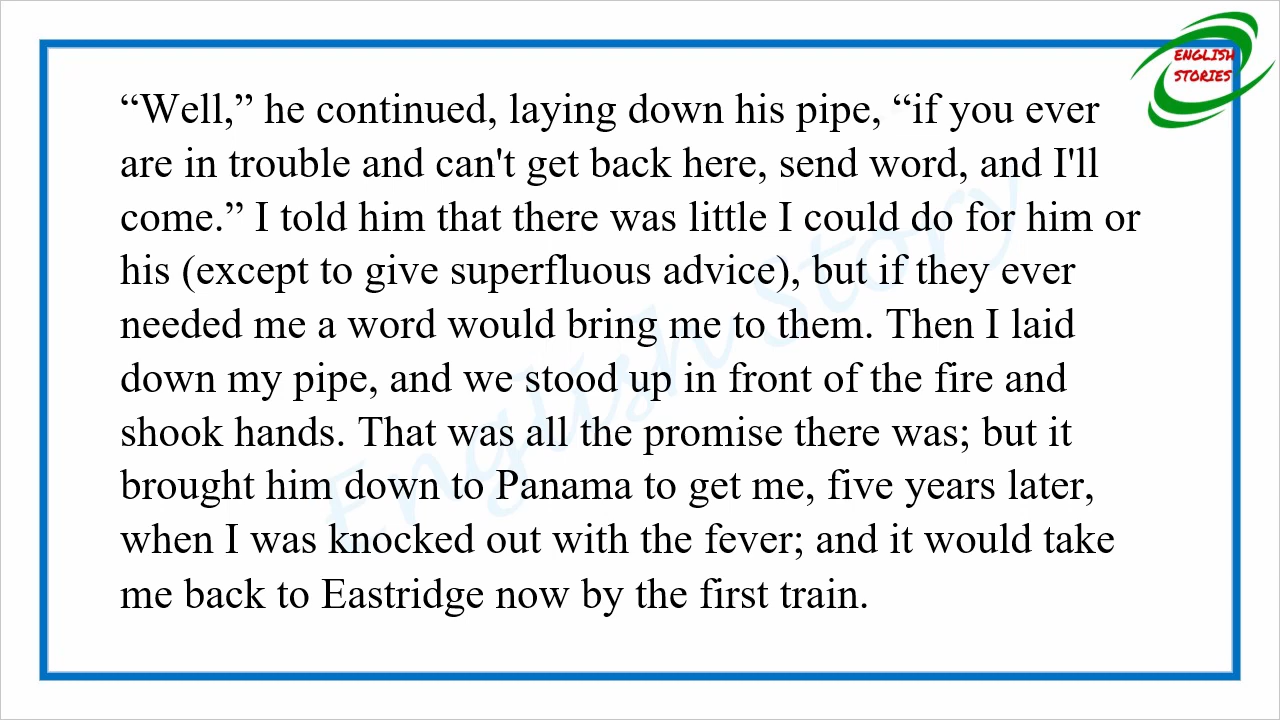 ENGLISH
STORIES
“Well,” he continued, laying down his pipe, “if you ever
are in trouble and can't get back here, send word, and I'll
come.” I told him that there was little I could do for him or
his (except to give superfluous advice), but if they ever
needed me a word would bring me to them. Then I laid
down my pipe, and we stood up in front of the fire and
shook hands. That was all the promise there was; but it
brought him down to Panama to get me, five years later,
when I was knocked out with the fever; and it would take
me back to Eastridge now by the first train.
English Story